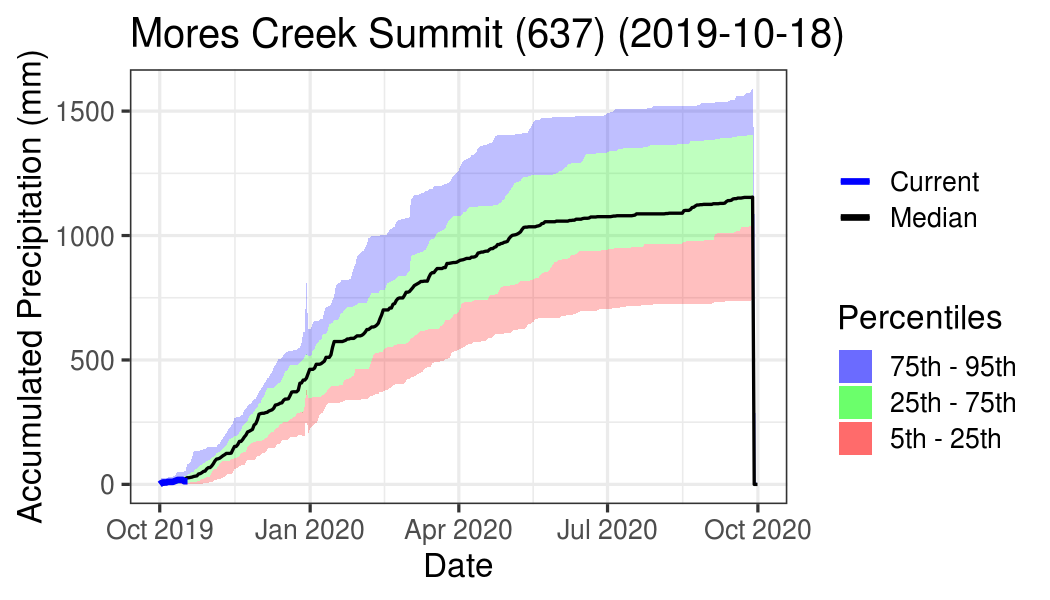 Mores Creek Summit (637) (2019-10-18)
Accumulated Precipitation (mm)
1500
1000
500
0
Oct 2019
Jan 2020
Apr 2020
Jul 2020
Oct 2020
Date
Current
Median
Percentiles
75th - 95th
25th - 75th
5th - 25th